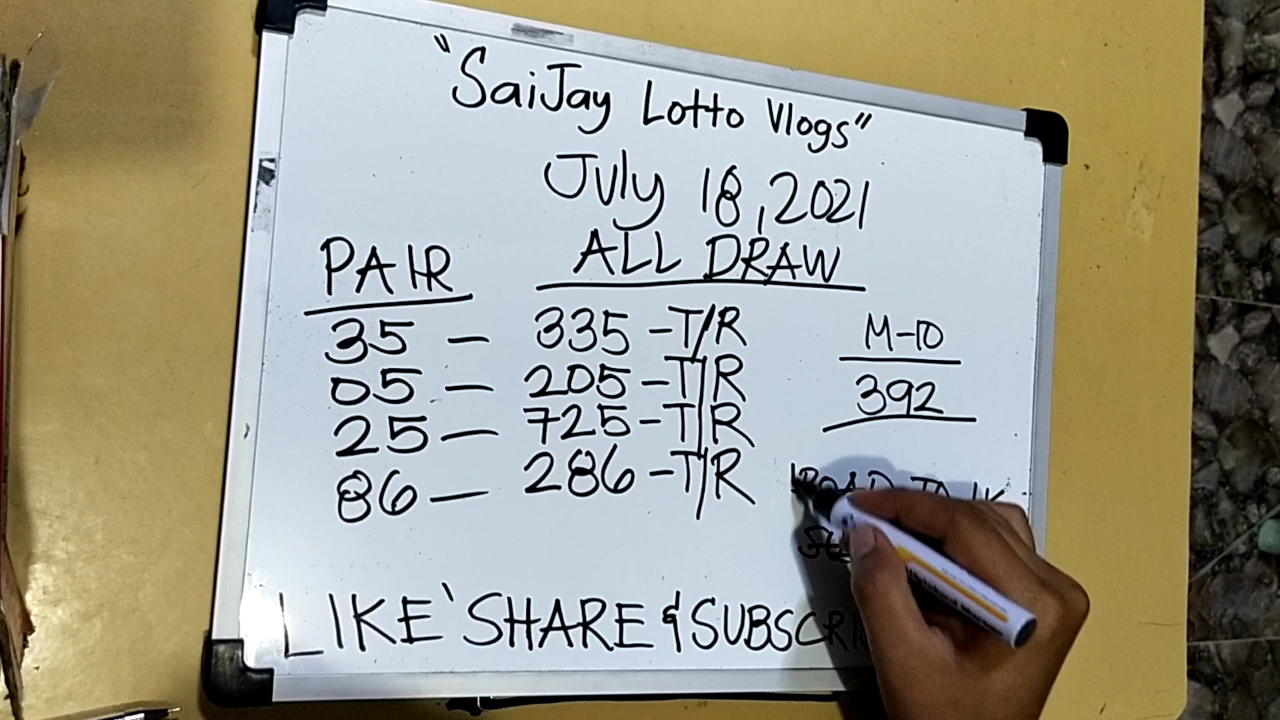 "SaiJay Lotto Vlogs"
July 18, 2021
PAIR
ALL DRAW
35 – 335 – T/R
05 – 205 – T/R
25 – 725 – T/R
86 – 286 – T/R
M-10
392
LIKE'SHARE & SUBSCRI